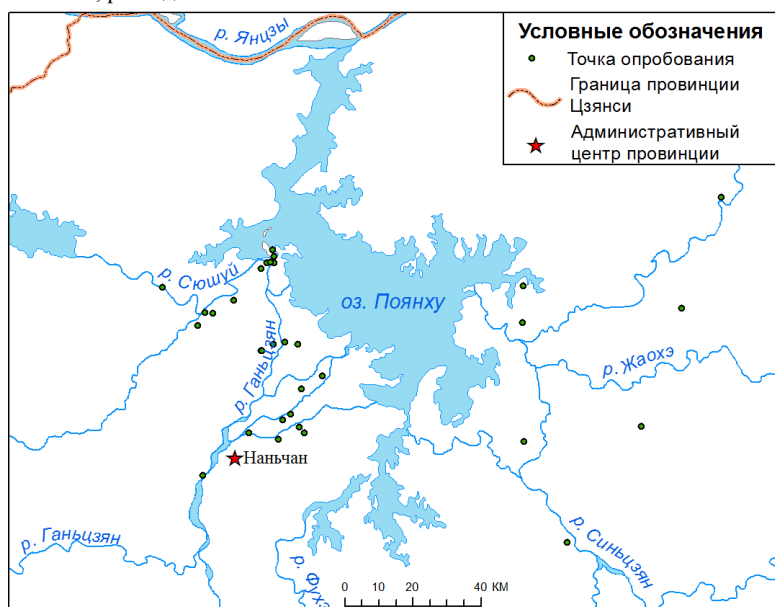 р. Янцзы
Условные обозначения
Точка опробования
Граница провинции
Цзянси
Административный
центр провинции
р. Сюшуй
оз. Поянху
р. Ганьцзян
р. Жаохэ
Наньчан
р. Ганьцзян
р. Синьцзян
р. Фухэ
0 20 40 КМ